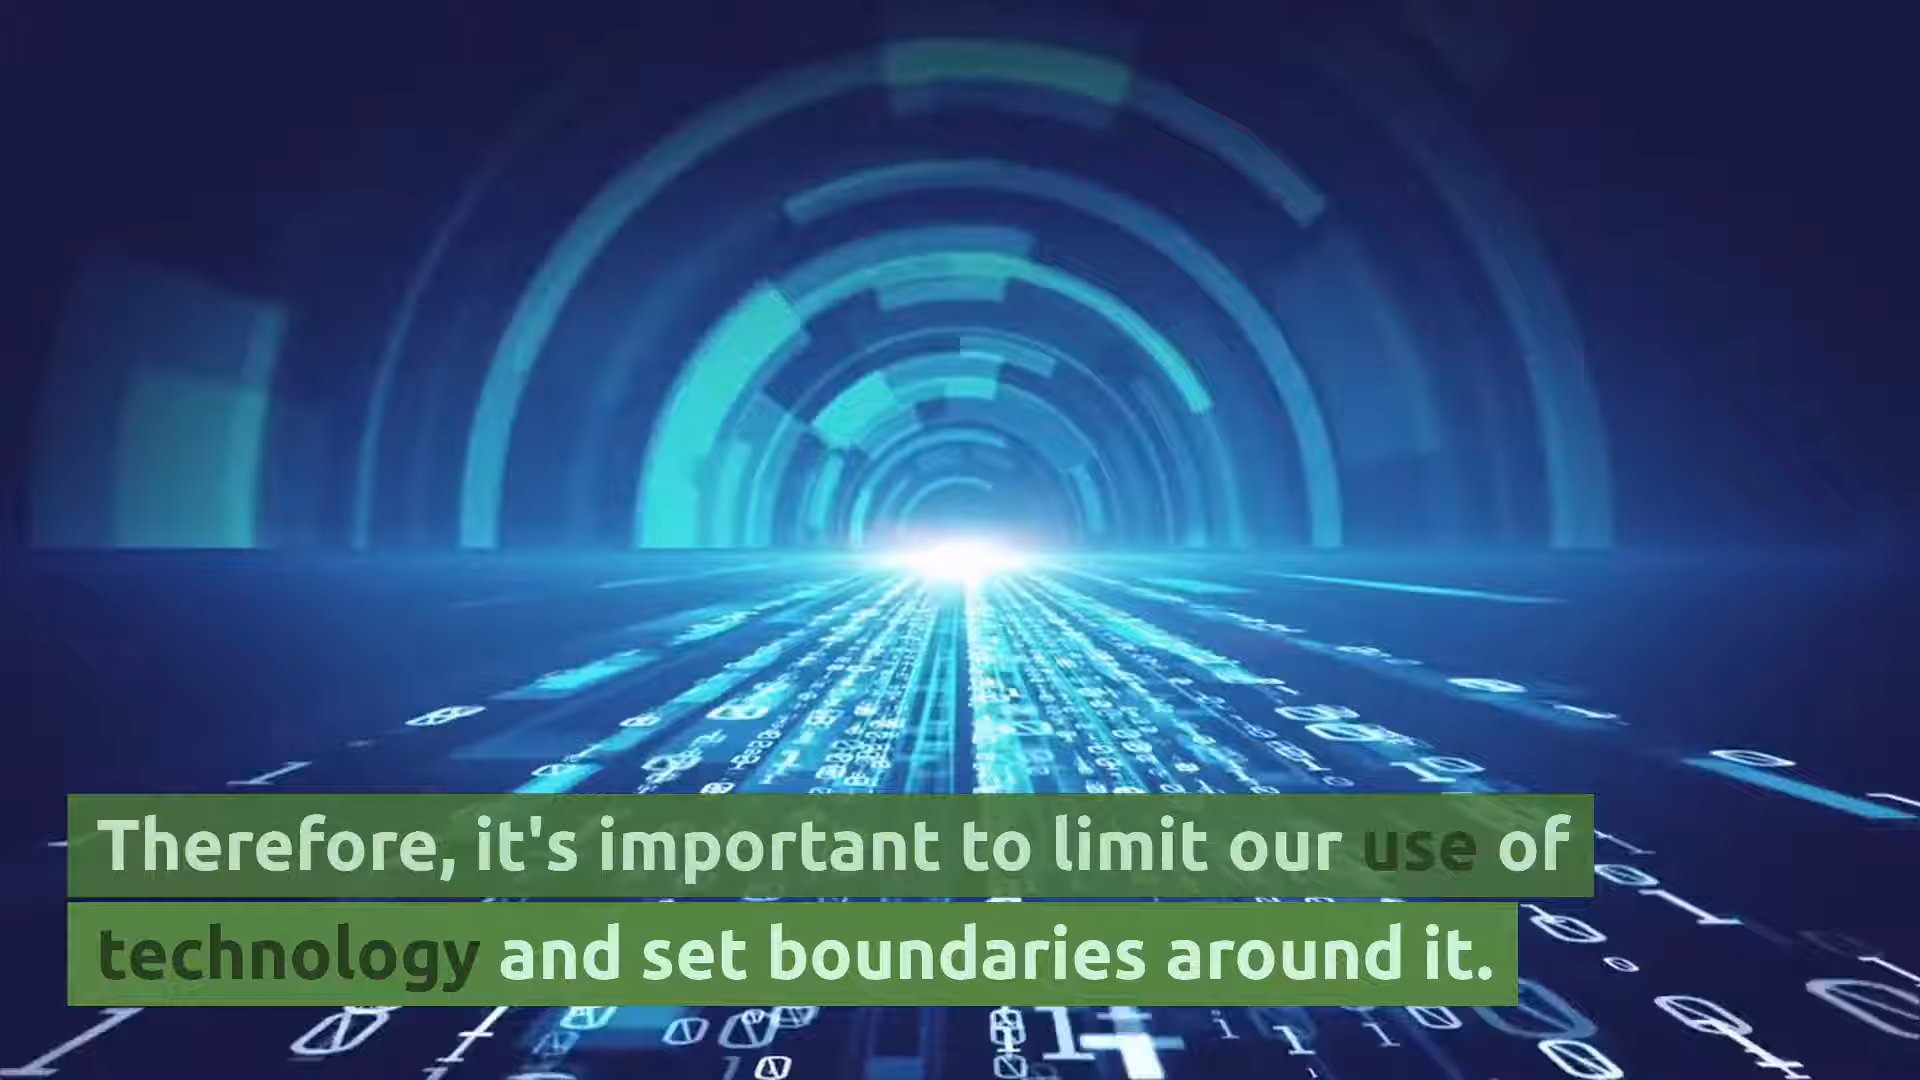 Therefore, it's important to limit our use of
technology and set boundaries around it.